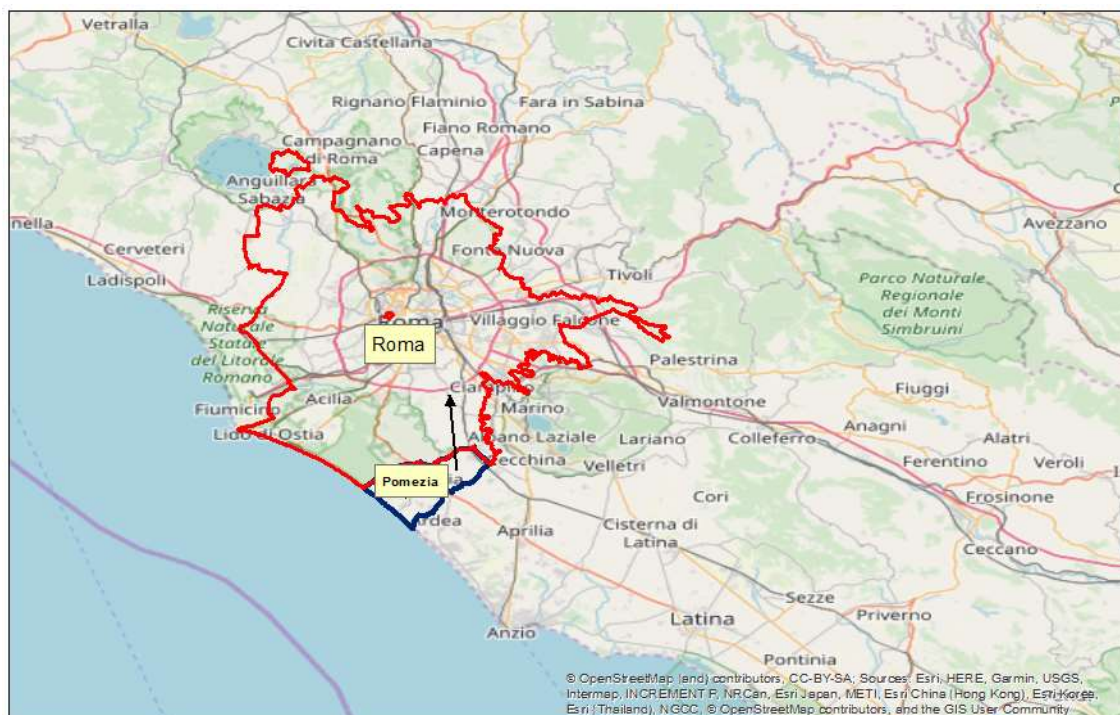 Vetralla
Civita Castellana
Rignano Flaminio
Fara in Sabina
Fiano Romano
Campagnano
di Roma
Capena
Anguillara
Sabazia
Monterotondo
Avezzano
nella
Cerveteri
Fonte Nuova
Ladispoli
Tivoli
Parco Naturale
Regionale
dei Monti
Simbruini
Riserva
Naturale
Statale
del Litorale
Romano
Roma
Villaggio Falcone
Roma
Palestrina
Ciampino
Fiuggi
Fiumicino
Acilia
Marino
Valmontone
Anagni
Lido di Ostia
Albano Laziale
Lariano
Colleferro
Alatri
Cecchina
Velletri
Ferentino
Veroli
Pomezia
Cori
Frosinone
Ardea
Aprilia
Cisterna di
Latina
Ceccano
Sezze
Priverno
Anzio
Latina
Pontinia
© OpenStreetMap (and) contributors, CC-BY-SA; Sources: Esri, HERE, Garmin, USGS,
Intermap, INCREMENT P, NRCan, Esri Japan, METI, Esri China (Hong Kong), Esri Korea,
Esri (Thailand), NGCC, © OpenStreetMap contributors, and the GIS User Community